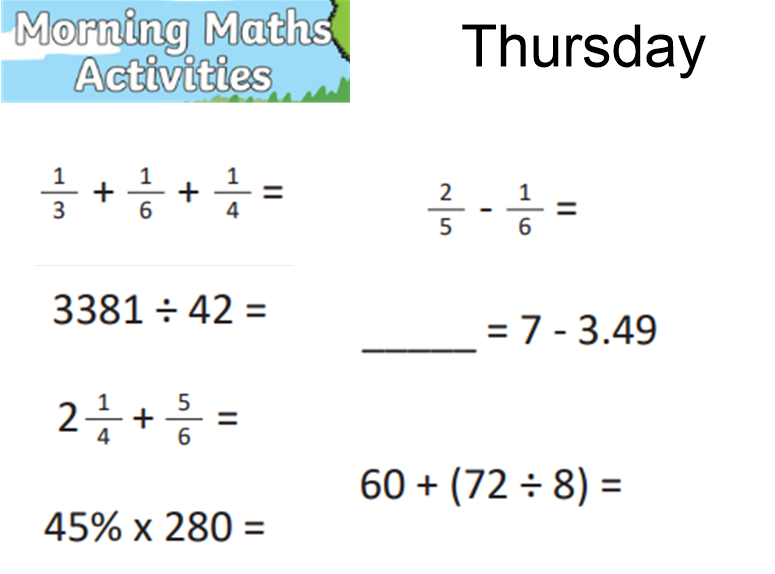 Morning Maths
Activities
Thursday
1/3 + 1/6 + 1/4 =
2/5 - 1/6 =
3381 ÷ 42 =
_____ = 7 - 3.49
2 1/4 + 5/6 =
60 + (72 ÷ 8) =
45% x 280 =